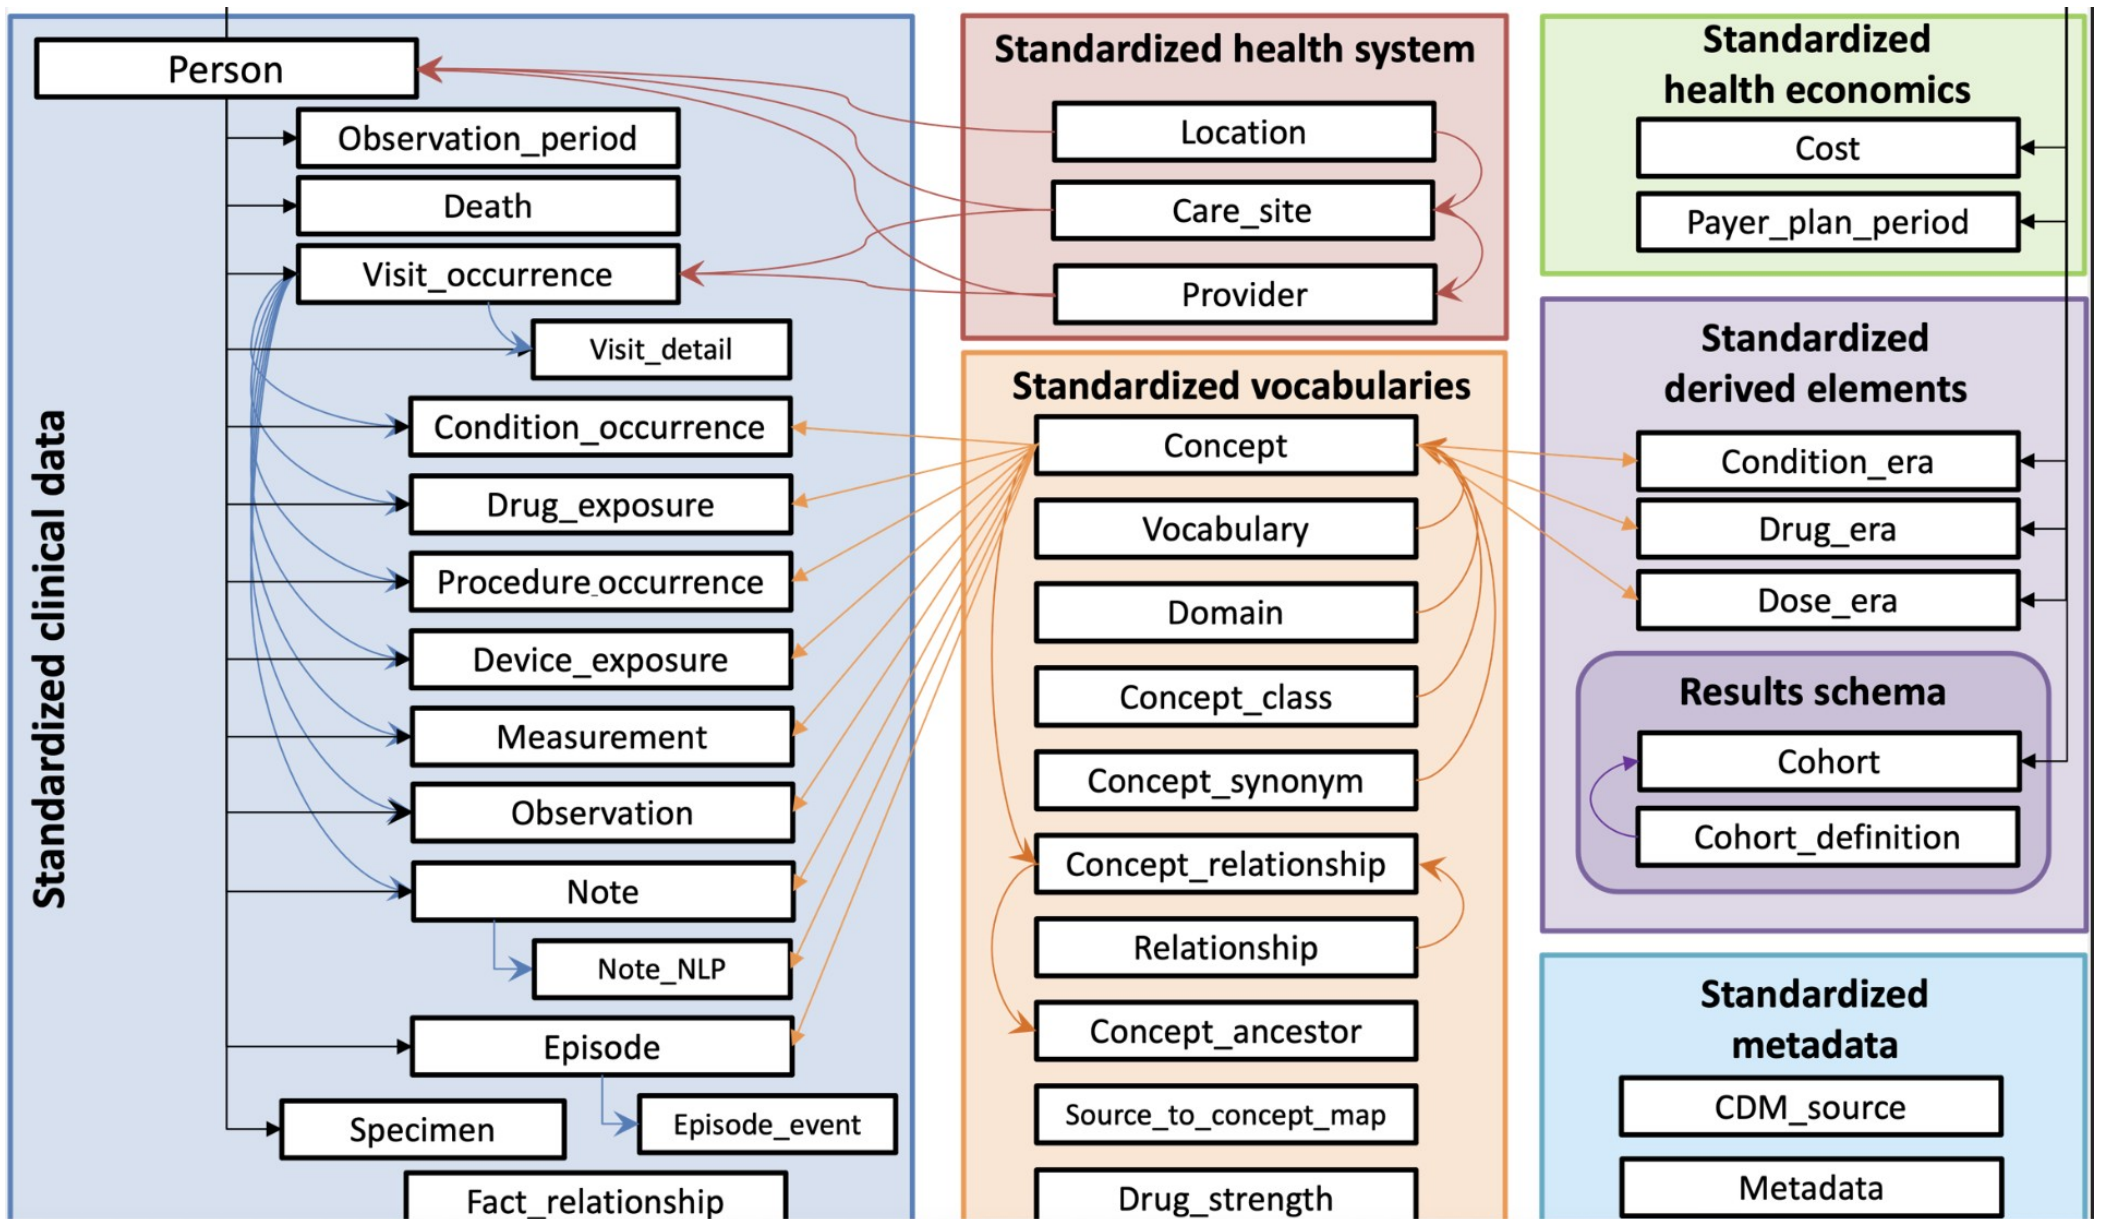 Standardized clinical data
Person
Observation_period
Death
Visit_occurrence
Visit_detail
Condition_occurrence
Drug_exposure
Procedure_occurrence
Device_exposure
Measurement
Observation
Note
Note_NLP
Episode
Specimen
Episode_event
Fact_relationship
Standardized health system
Location
Care_site
Provider
Standardized vocabularies
Concept
Vocabulary
Domain
Concept_class
Concept_synonym
Concept_relationship
Relationship
Concept_ancestor
Source_to_concept_map
Drug_strength
Standardized
health economics
Cost
Payer_plan_period
Standardized
derived elements
Condition_era
Drug_era
Dose_era
Results schema
Cohort
Cohort_definition
Standardized
metadata
CDM_source
Metadata